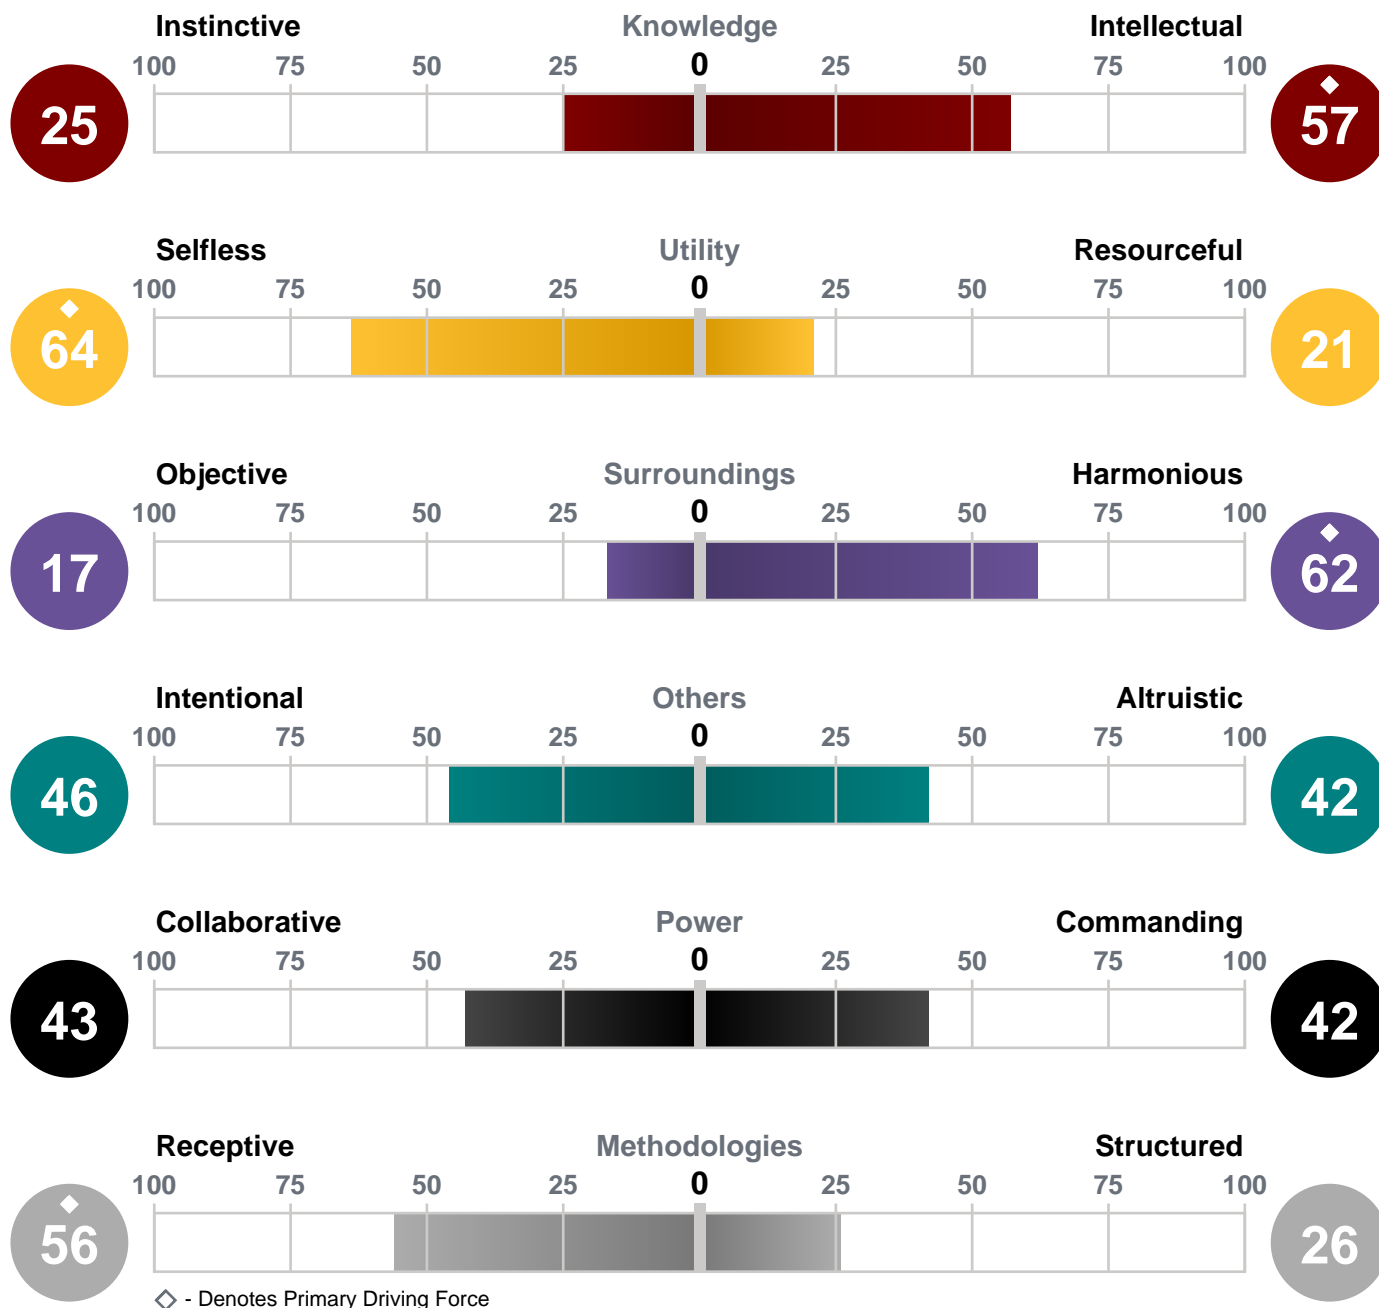 Instinctive Knowledge Intellectual
100 75 50 25 0 25 50 75 100
25 57
Selfless Utility Resourceful
100 75 50 25 0 25 50 75 100
64 21
Objective Surroundings Harmonious
100 75 50 25 0 25 50 75 100
17 62
Intentional Others Altruistic
100 75 50 25 0 25 50 75 100
46 42
Collaborative Power Commanding
100 75 50 25 0 25 50 75 100
43 42
Receptive Methodologies Structured
100 75 50 25 0 25 50 75 100
56 26
- Denotes Primary Driving Force